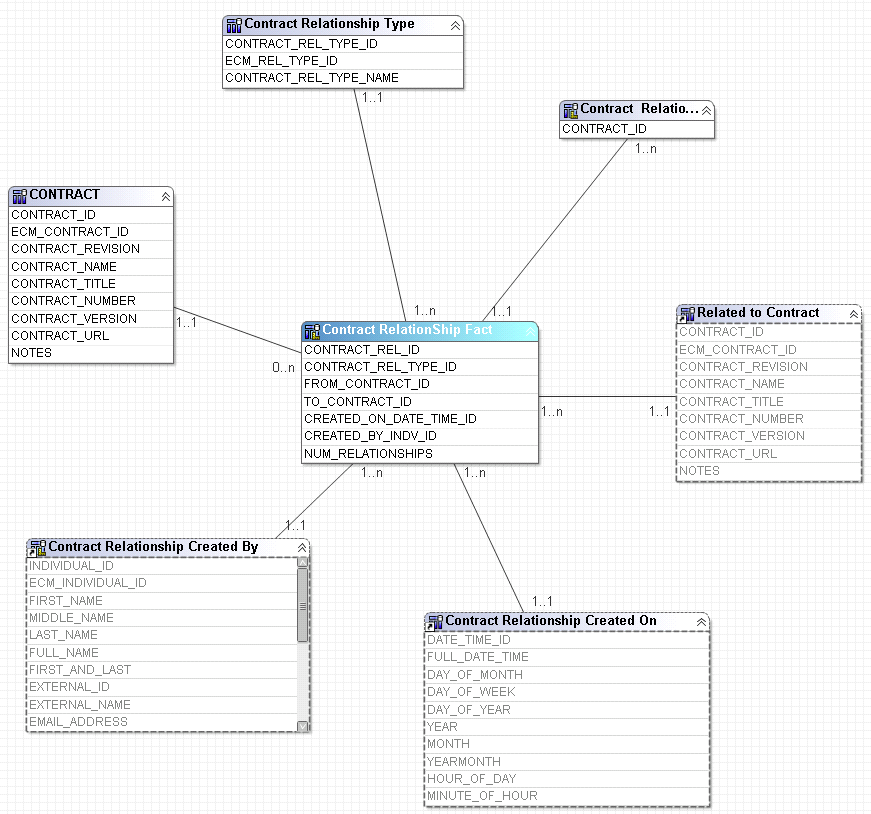 Contract Relationship Type
CONTRACT_REL_TYPE_ID
ECM_REL_TYPE_ID
CONTRACT_REL_TYPE_NAME
1..1
Contract Relatio...
CONTRACT_ID
1..n
CONTRACT
CONTRACT_ID
ECM_CONTRACT_ID
CONTRACT_REVISION
CONTRACT_NAME
CONTRACT_TITLE
CONTRACT_NUMBER
CONTRACT_VERSION
CONTRACT_URL
NOTES
1..1
0..n
1..n
1..1
Contract RelationShip Fact
CONTRACT_REL_ID
CONTRACT_REL_TYPE_ID
FROM_CONTRACT_ID
TO_CONTRACT_ID
CREATED_ON_DATE_TIME_ID
CREATED_BY_INDV_ID
NUM_RELATIONSHIPS
1..n
1..1
Related to Contract
CONTRACT_ID
ECM_CONTRACT_ID
CONTRACT_REVISION
CONTRACT_NAME
CONTRACT_TITLE
CONTRACT_NUMBER
CONTRACT_VERSION
CONTRACT_URL
NOTES
1..n
1..n
1..1
Contract Relationship Created By
INDIVIDUAL_ID
ECM_INDIVIDUAL_ID
FIRST_NAME
MIDDLE_NAME
LAST_NAME
FULL_NAME
FIRST_AND_LAST
EXTERNAL_ID
EXTERNAL_NAME
EMAIL_ADDRESS
1..1
Contract Relationship Created On
DATE_TIME_ID
FULL_DATE_TIME
DAY_OF_MONTH
DAY_OF_WEEK
DAY_OF_YEAR
YEAR
MONTH
YEARMONTH
HOUR_OF_DAY
MINUTE_OF_HOUR